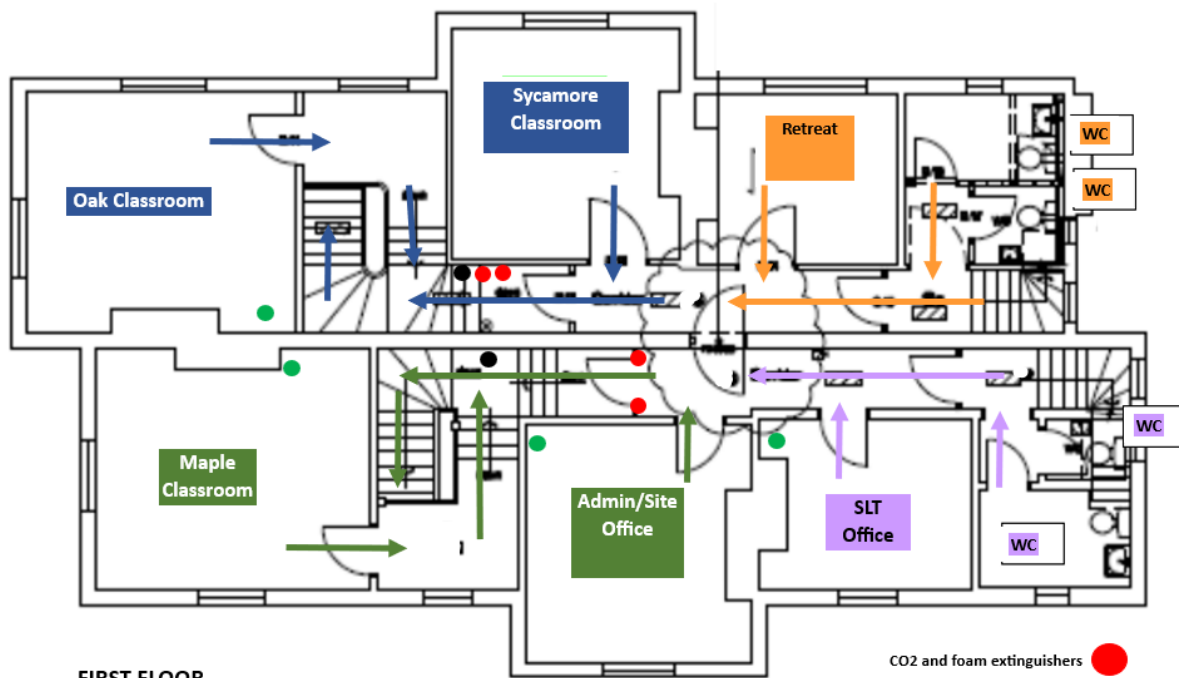 Sycamore
Classroom
Retreat
WC
WC
Oak Classroom
Maple
Classroom
Admin/Site
Office
SLT
Office
WC
WC
FIRST FLOOR
CO2 and foam extinguishers